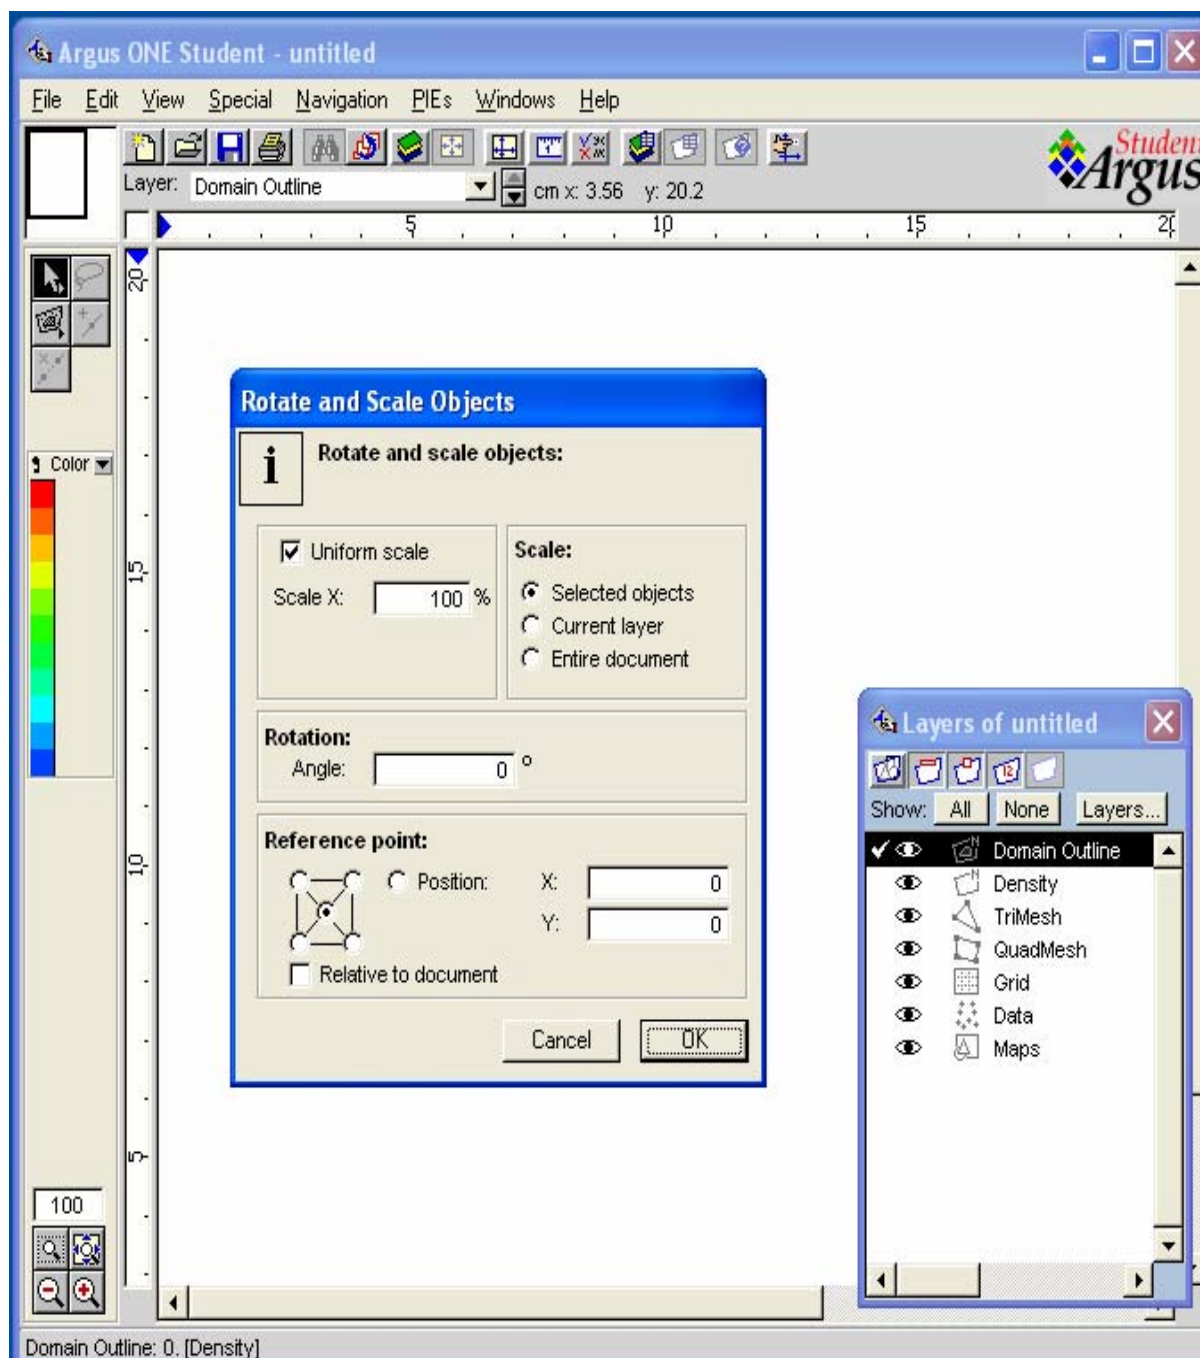 Argus ONE Student - untitled
File Edit View Special Navigation PIEs Windows Help
Student
Argus
Layer: Domain Outline cm x: 3.56 y: 20.2
5 10 15 20
20
15
10
5
Color
100
Rotate and Scale Objects
i Rotate and scale objects:
Uniform scale
Scale X: 100 %
Scale:
Selected objects
Current layer
Entire document
Rotation:
Angle: 0 °
Reference point:
Position: X: 0
Y: 0
Relative to document
Cancel OK
Layers of untitled
Show: All None Layers...
Domain Outline
Density
TriMesh
QuadMesh
Grid
Data
Maps
Domain Outline: 0. [Density]